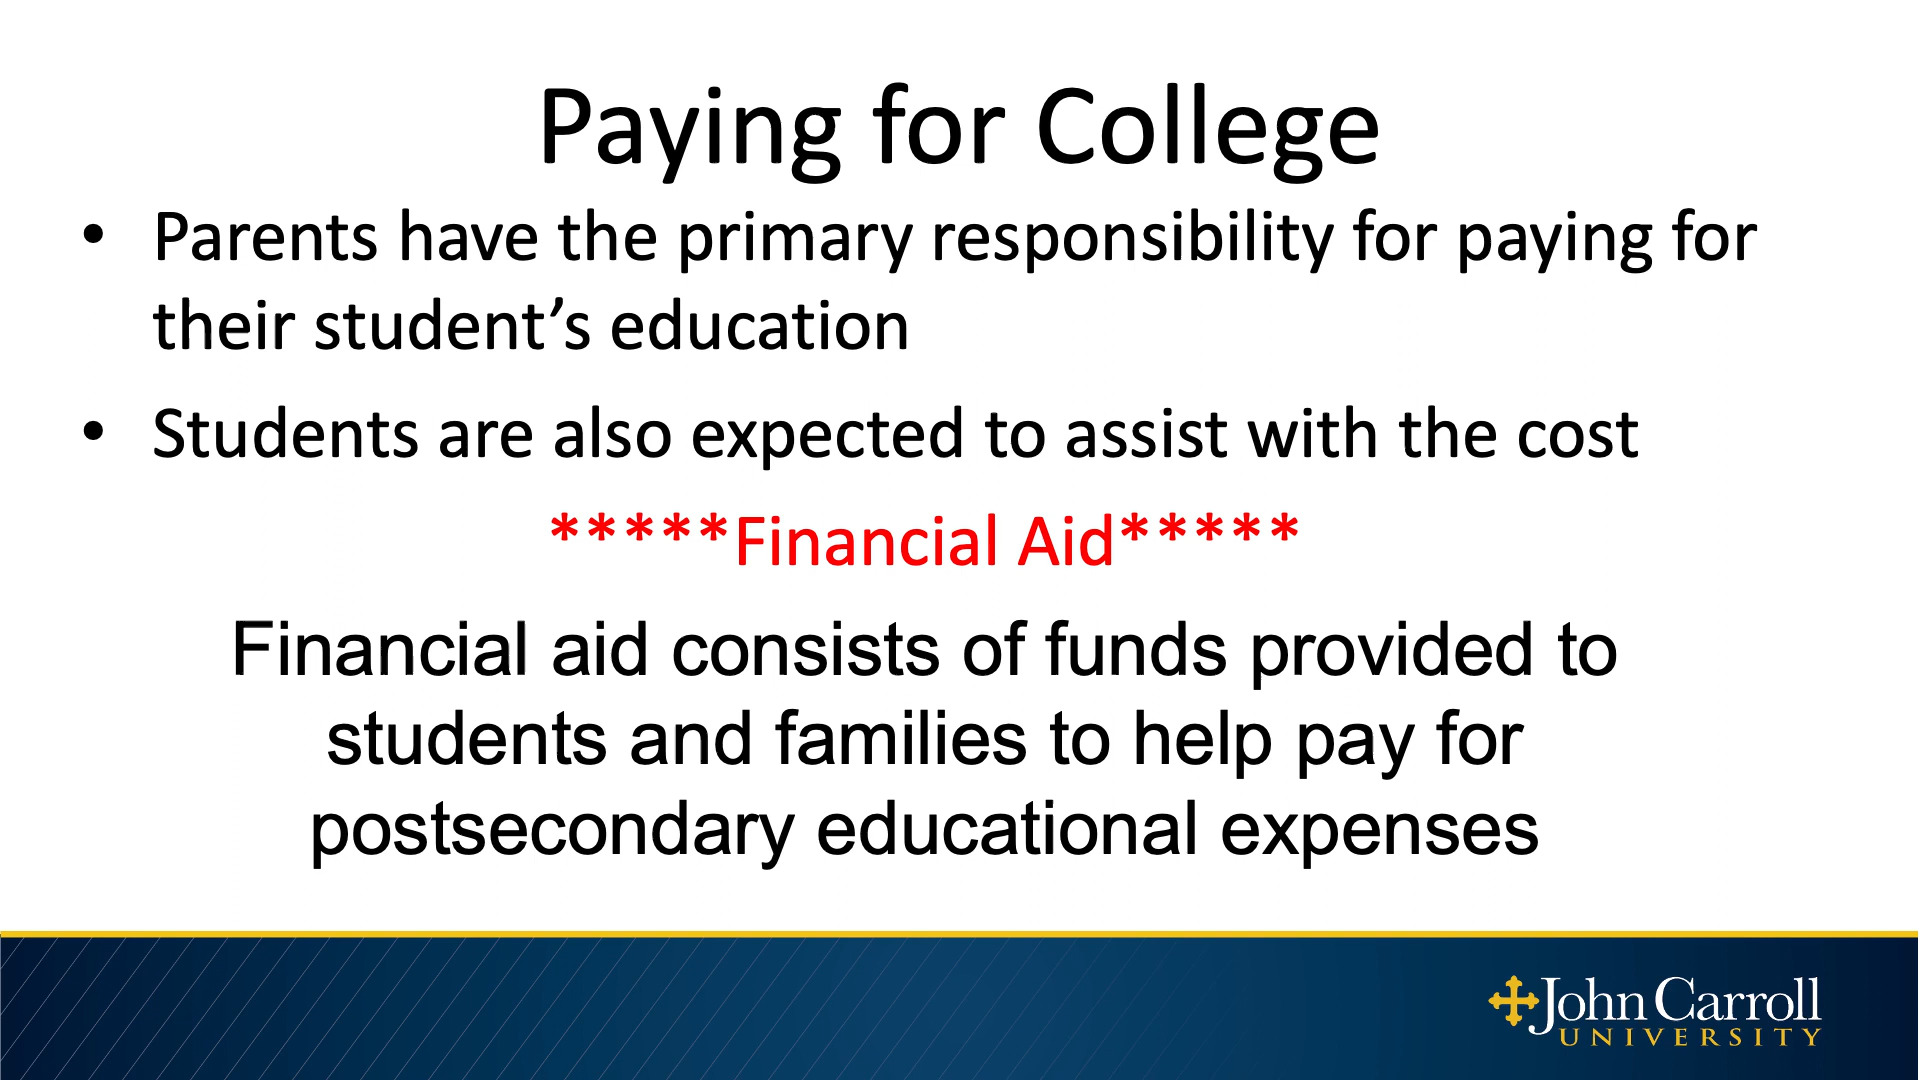 Paying for College
• Parents have the primary responsibility for paying for
their student’s education
• Students are also expected to assist with the cost
*****Financial Aid*****
Financial aid consists of funds provided to
students and families to help pay for
postsecondary educational expenses
John Carroll
UNIVERSITY